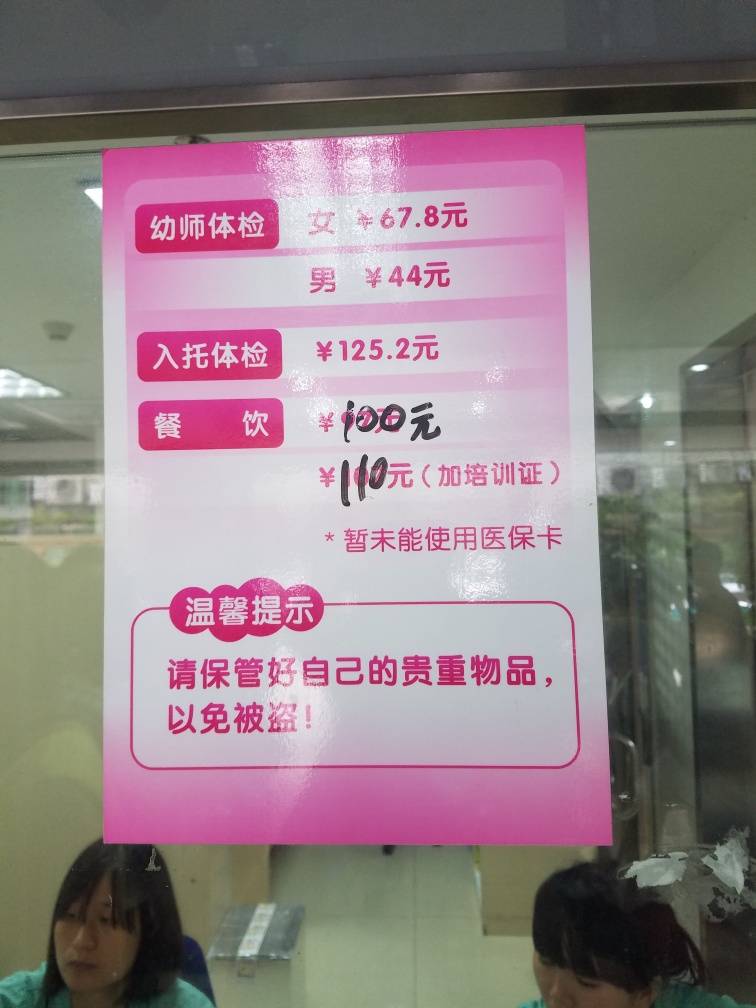 幼师体检 女 ￥67.8元
男 ￥44元
入托体检 ￥125.2元
餐饮 ￥100元
￥110元（加培训证）
*暂未能使用医保卡
温馨提示
请保管好自己的贵重物品，
以免被盗！